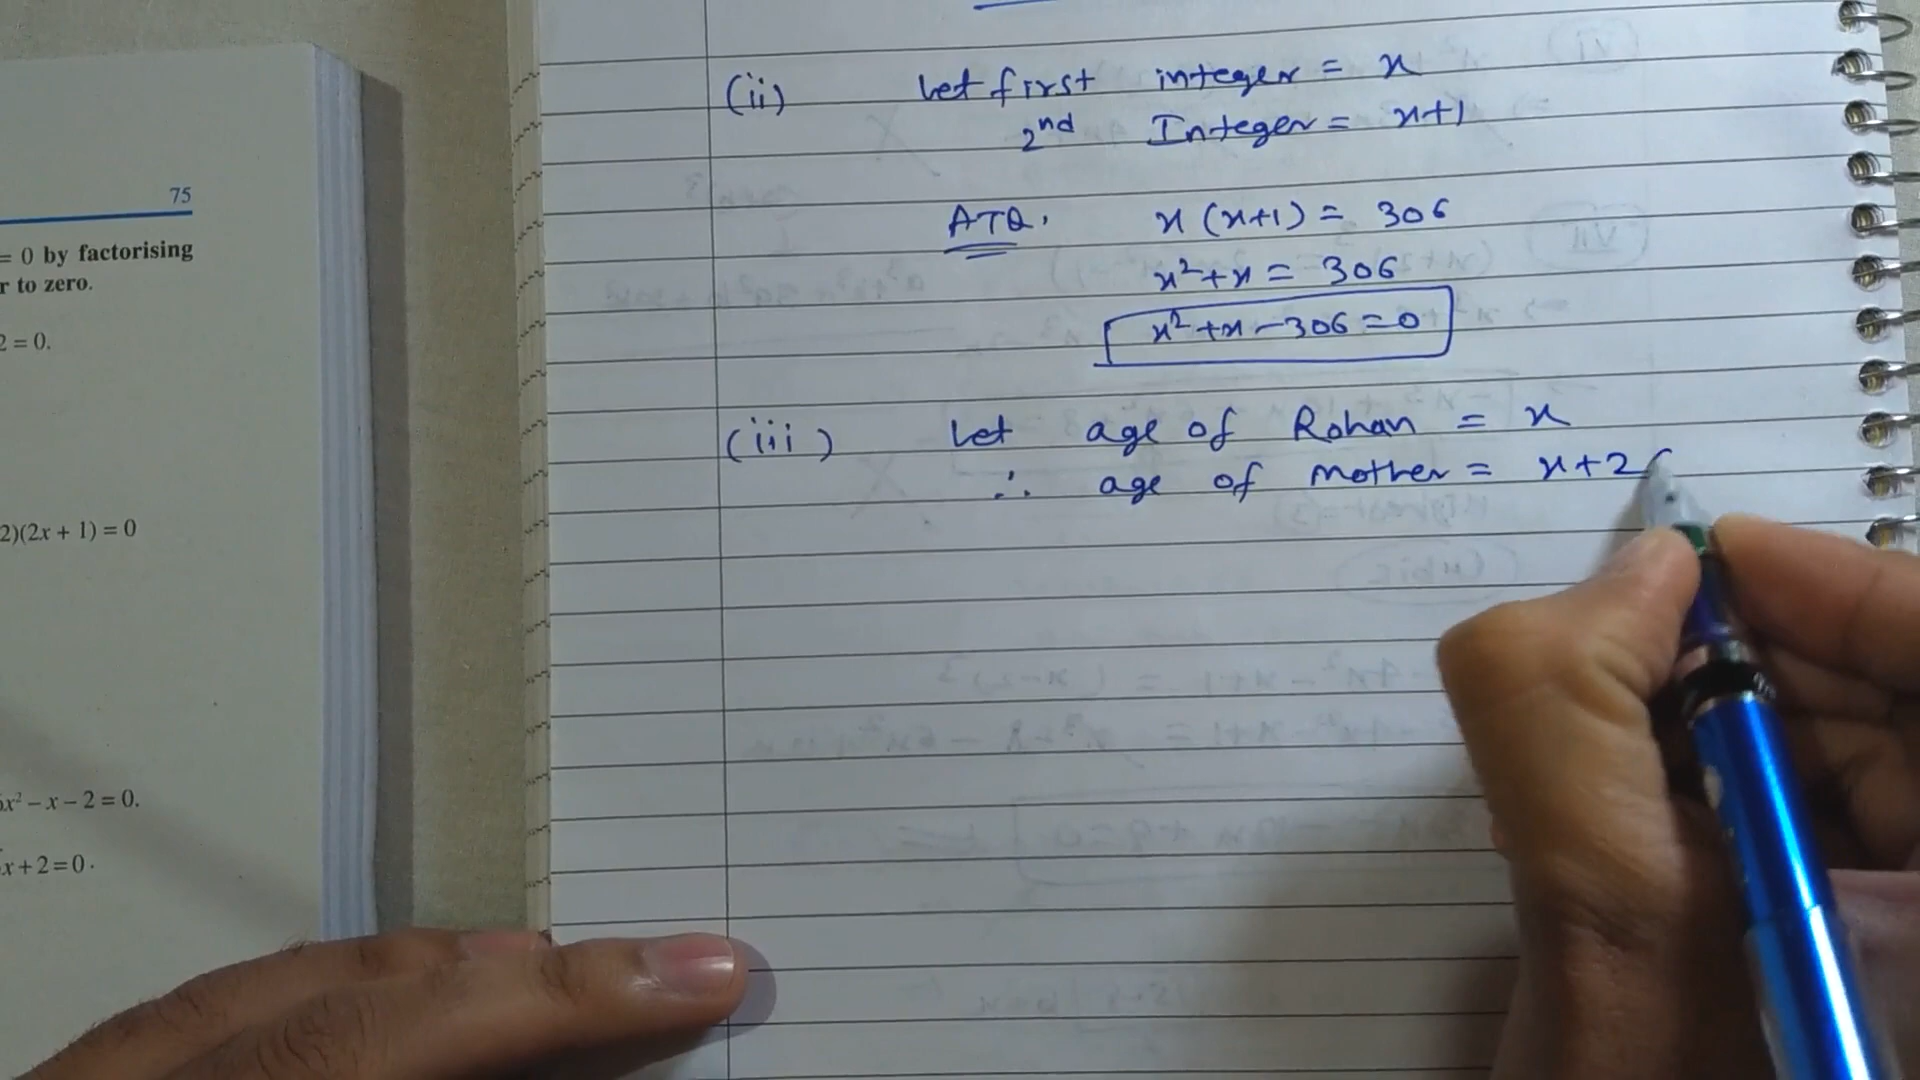 75
= 0 by factorising
r to zero.
2 = 0.
2)(2x + 1) = 0
6x² – x – 2 = 0.
x + 2 = 0.
(ii) Let first integer = x
2nd Integer = x+1
ATQ. x (x+1) = 306
x² + x = 306
x² + x – 306 = 0
(iii) Let age of Rohan = x
∴ age of mother = x+26